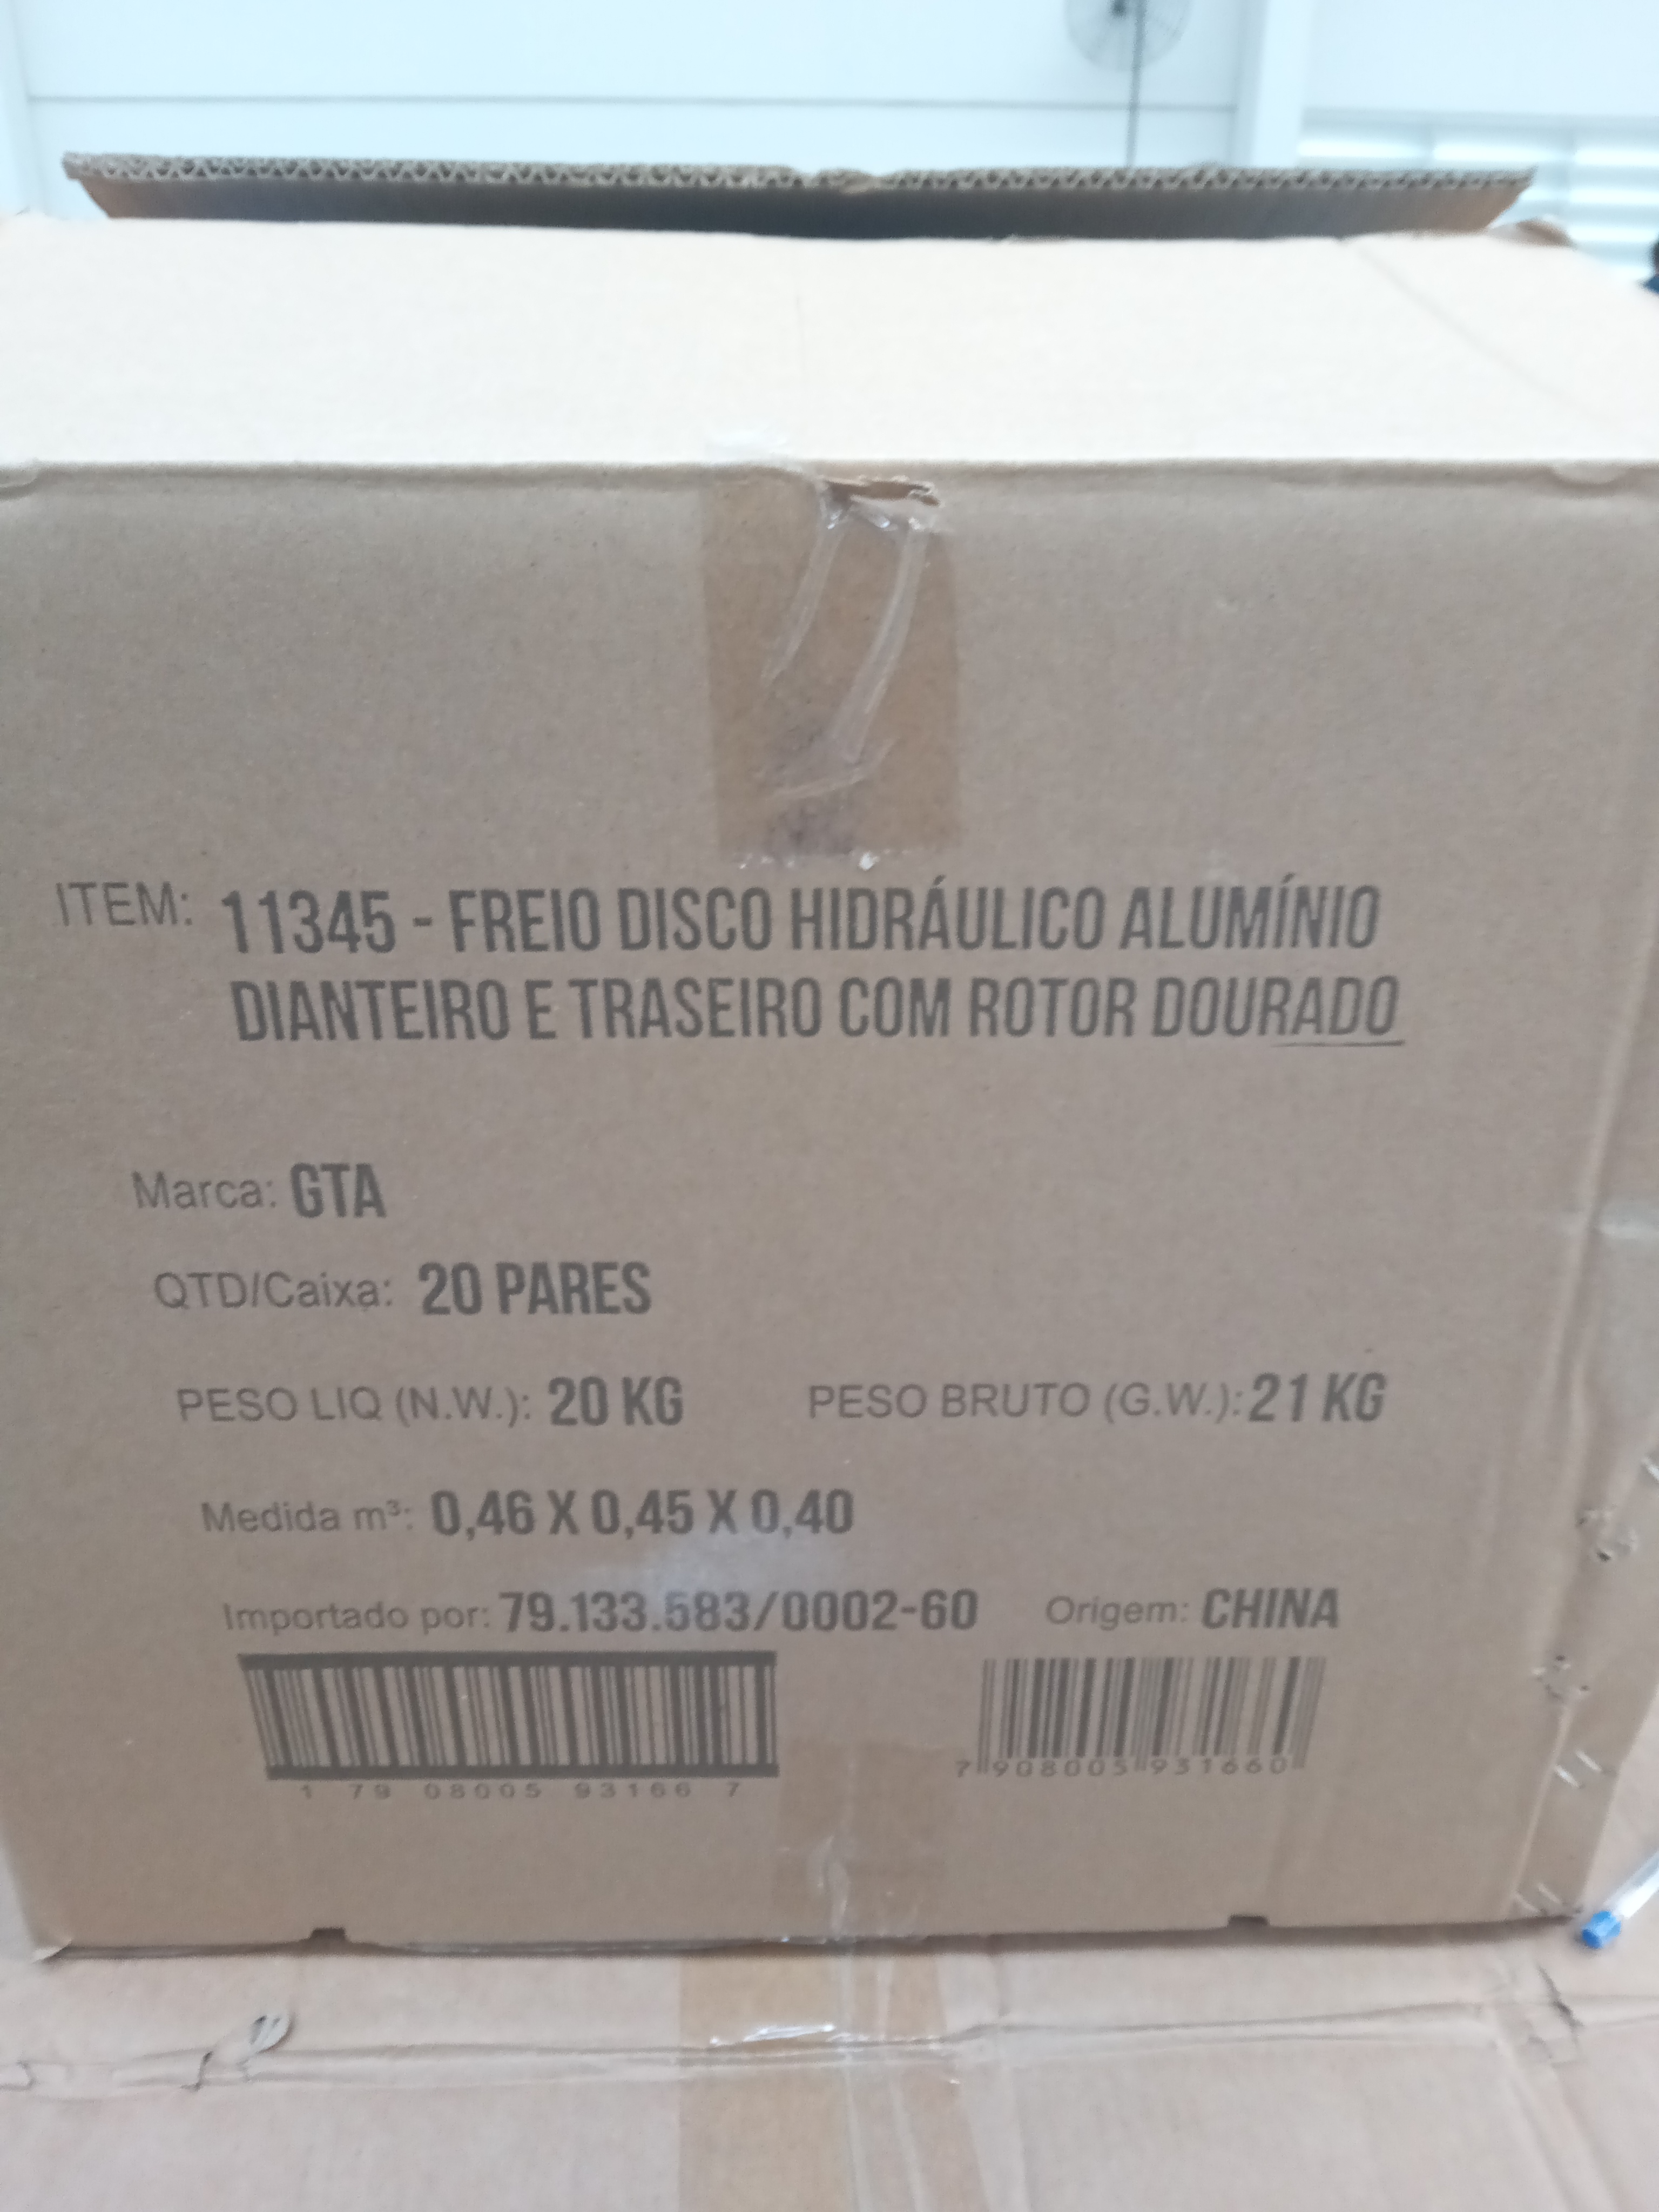 ITEM: 11345 - FREIO DISCO HIDRÁULICO ALUMÍNIO
DIANTEIRO E TRASEIRO COM ROTOR DOURADO
Marca: GTA
QTD/Caixa: 20 PARES
PESO LIQ (N.W.): 20 KG PESO BRUTO (G.W.): 21 KG
Medida m³: 0,46 X 0,45 X 0,40
Importado por: 79.133.583/0002-60 Origem: CHINA
1 79 08005 93166 7
7 908005 931660